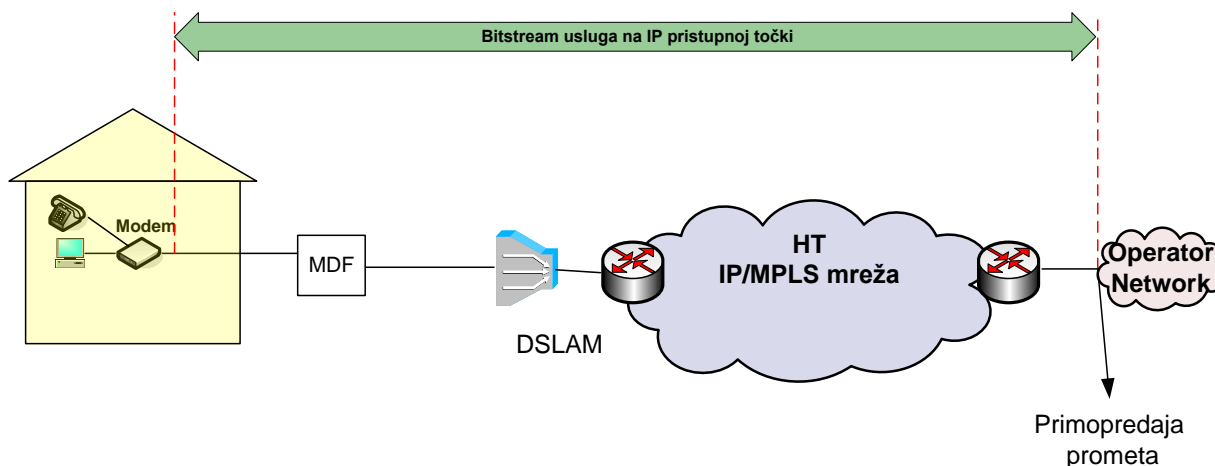 Bitstream usluga na IP pristupnoj točki
Modem
MDF
DSLAM
HT
IP/MPLS mreža
Operator
Network
Primopredaja
prometa